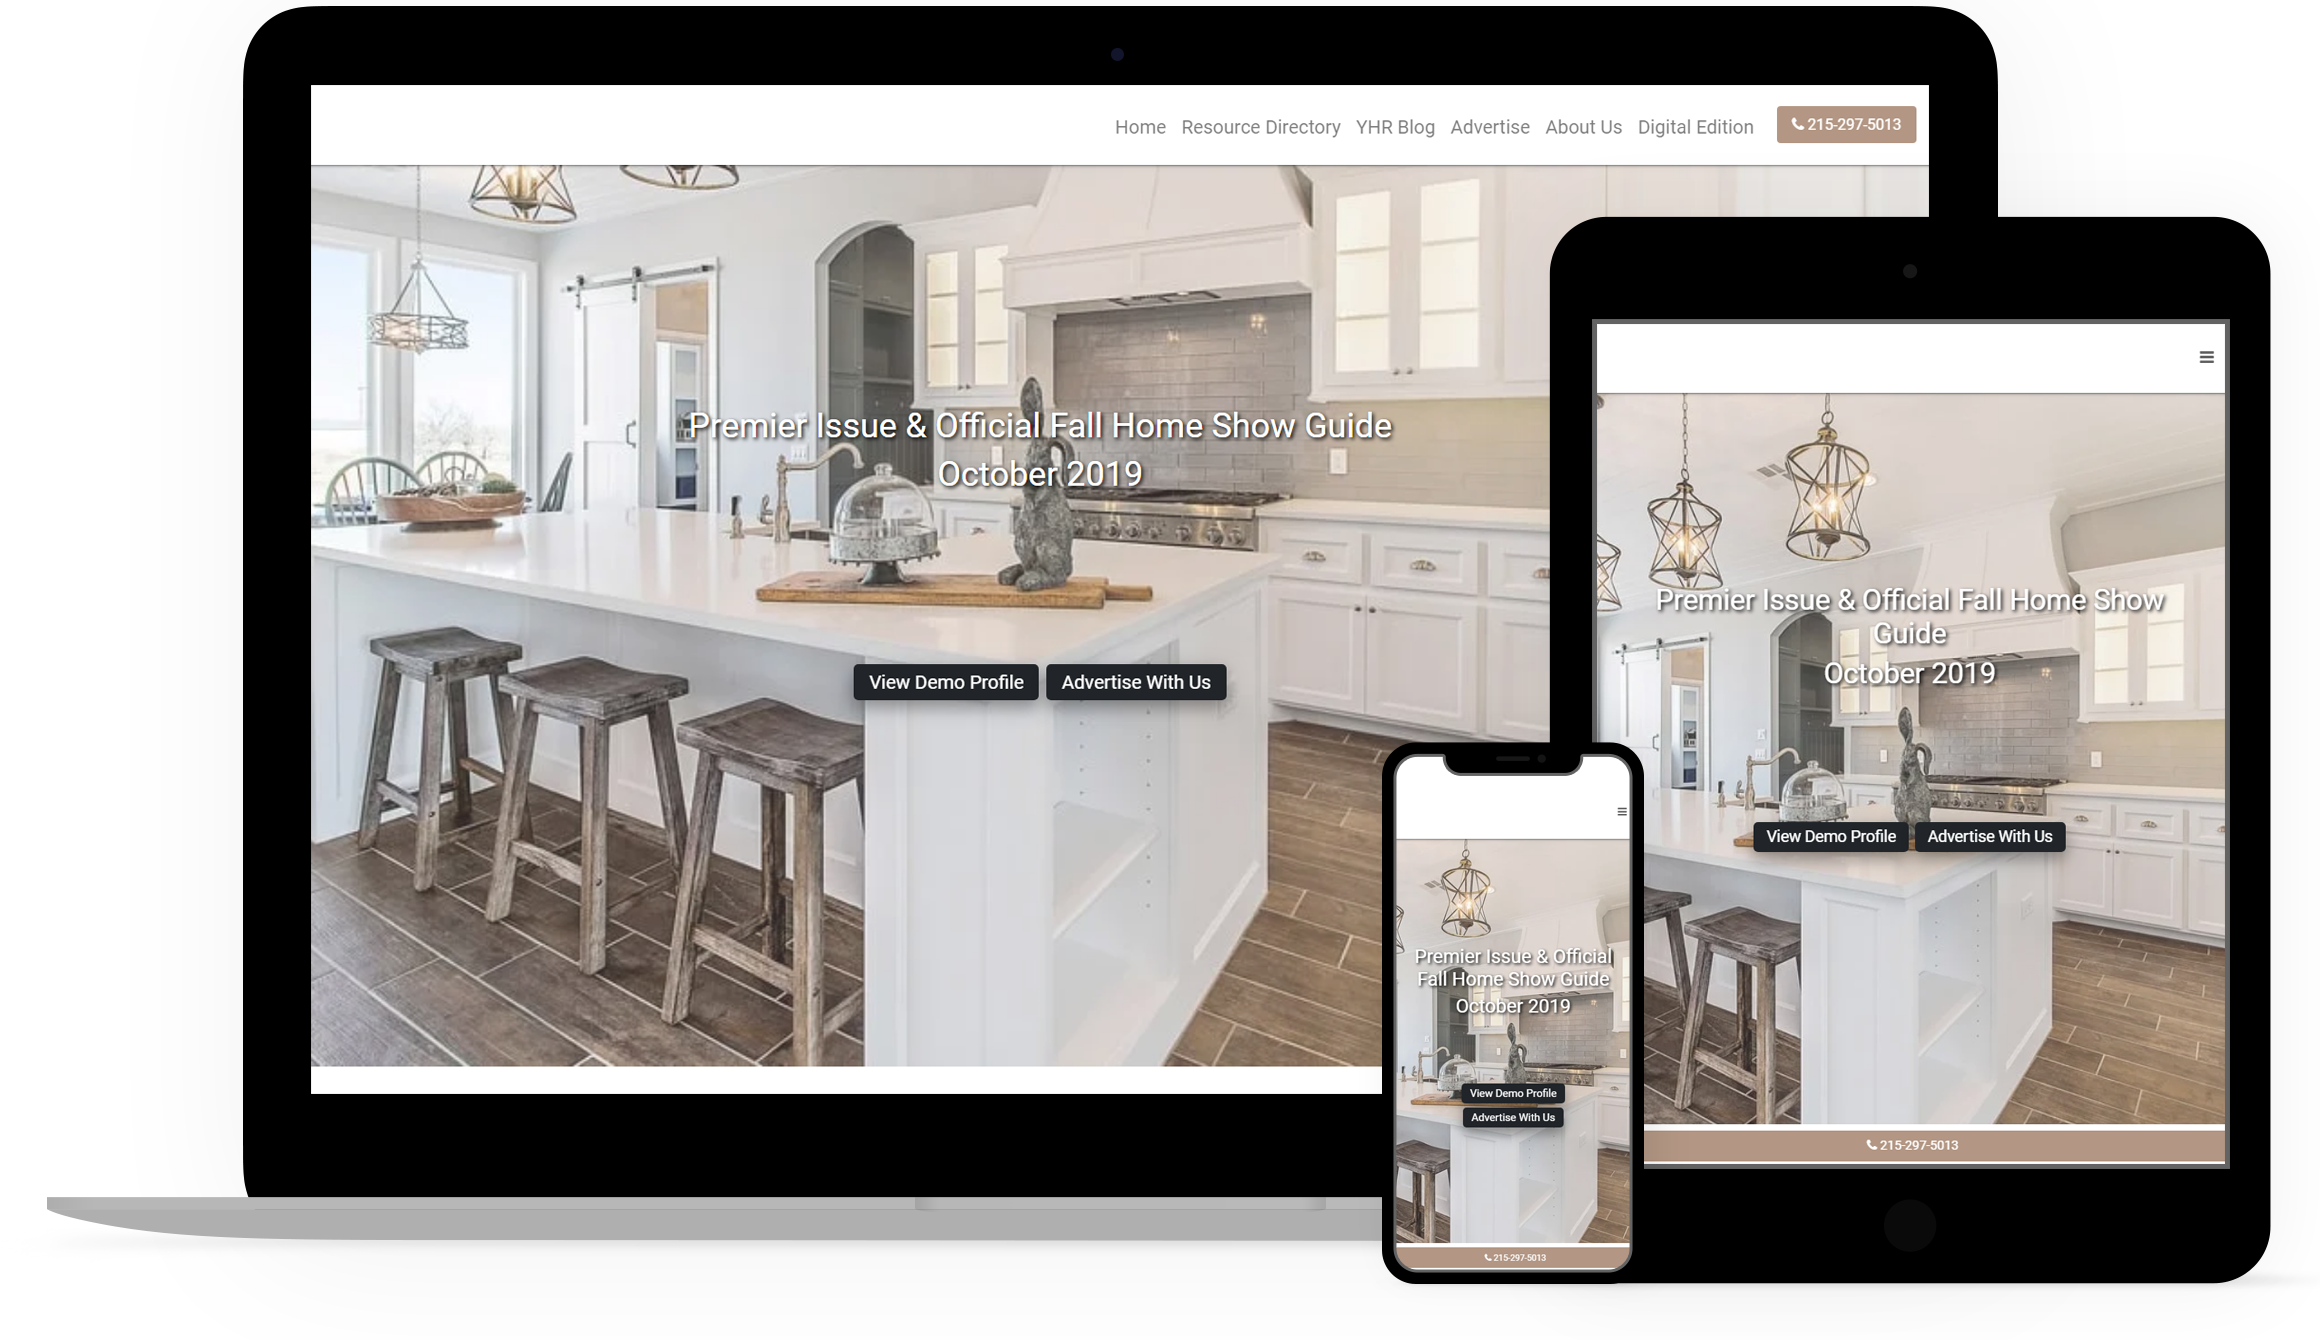 Home Resource Directory YHR Blog Advertise About Us Digital Edition 215-297-5013
Premier Issue & Official Fall Home Show Guide
October 2019
View Demo Profile Advertise With Us
Premier Issue & Official Fall Home Show
Guide
October 2019
View Demo Profile Advertise With Us
215-297-5013
Premier Issue & Official
Fall Home Show Guide
October 2019
View Demo Profile
Advertise With Us
215-297-5013